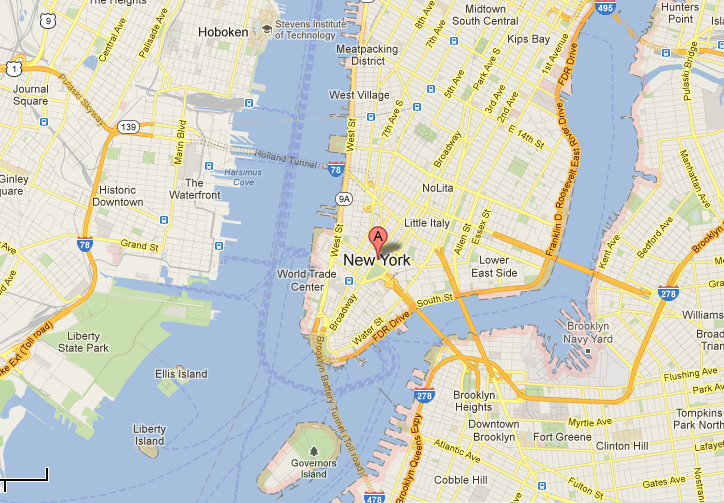 The Heights
9
Central Ave
Palisade Ave
Hoboken
Stevens Institute
of Technology
8th Ave
7th Ave
Midtown
South Central
495
Hunters
Point
Kips Bay
Meatpacking
District
1
Pulaski Skyway
Journal
Square
West Village
5th Ave
Park Ave S
3rd Ave
2nd Ave
1st Ave
FDR Drive
Pulaski Bridge
139
Marin Blvd
West St
7th Ave S
Broadway
E 14th St
Holland Tunnel
78
Harsimus
Cove
Manhattan Ave
Ginley
Square
Historic
Downtown
The
Waterfront
NoLita
9A
Little Italy
Allen St
Essex St
Franklin D. Roosevelt East River Drive
Bedford Ave
Kent Ave
Brooklyn
78
Grand St
West St
A
New York
Lower
East Side
World Trade
Center
278
Broadway
South St
Water St
FDR Drive
Williams
Brooklyn
Navy Yard
Broad
Trian
Liberty
State Park
ke Ext (Toll road)
Ellis Island
Brooklyn Battery Tunnel (Toll road)
Flushing Ave
278
Brooklyn
Heights
Myrtle Ave
Tompkins
Park North
Downtown
Brooklyn
Fort Greene
Clinton Hill
Gates Ave
Liberty
Island
Governors
Island
Brooklyn Queens Expy
Atlantic Ave
Cobble Hill
Fulton St
Nostran
478